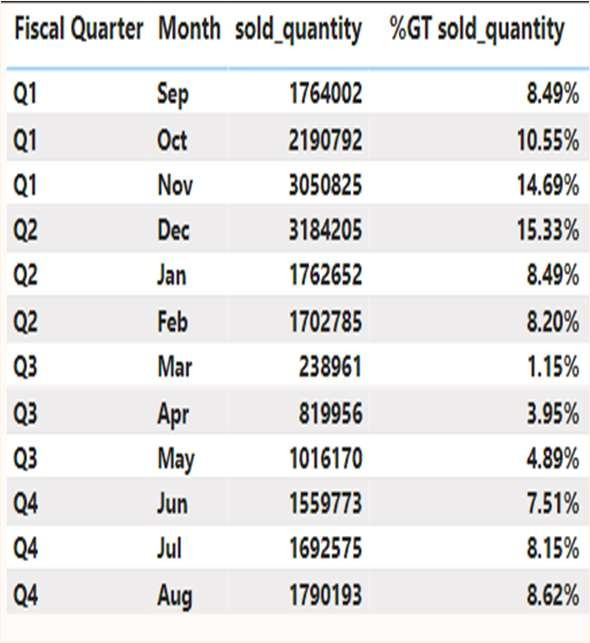 Fiscal Quarter Month sold_quantity %GT sold_quantity
Q1 Sep 1764002 8.49%
Q1 Oct 2190792 10.55%
Q1 Nov 3050825 14.69%
Q2 Dec 3184205 15.33%
Q2 Jan 1762652 8.49%
Q2 Feb 1702785 8.20%
Q3 Mar 238961 1.15%
Q3 Apr 819956 3.95%
Q3 May 1016170 4.89%
Q4 Jun 1559773 7.51%
Q4 Jul 1692575 8.15%
Q4 Aug 1790193 8.62%